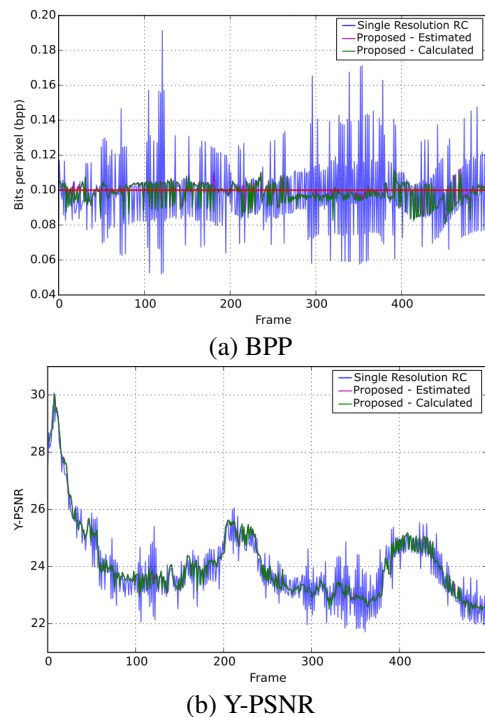 0.20
0.18
0.16
0.14
0.12
0.10
0.08
0.06
0.04
Bits per pixel (bpp)
Single Resolution RC
Proposed - Estimated
Proposed - Calculated
0
100
200
300
400
Frame
(a) BPP
30
28
26
24
22
Y-PSNR
Single Resolution RC
Proposed - Estimated
Proposed - Calculated
0
100
200
300
400
Frame
(b) Y-PSNR